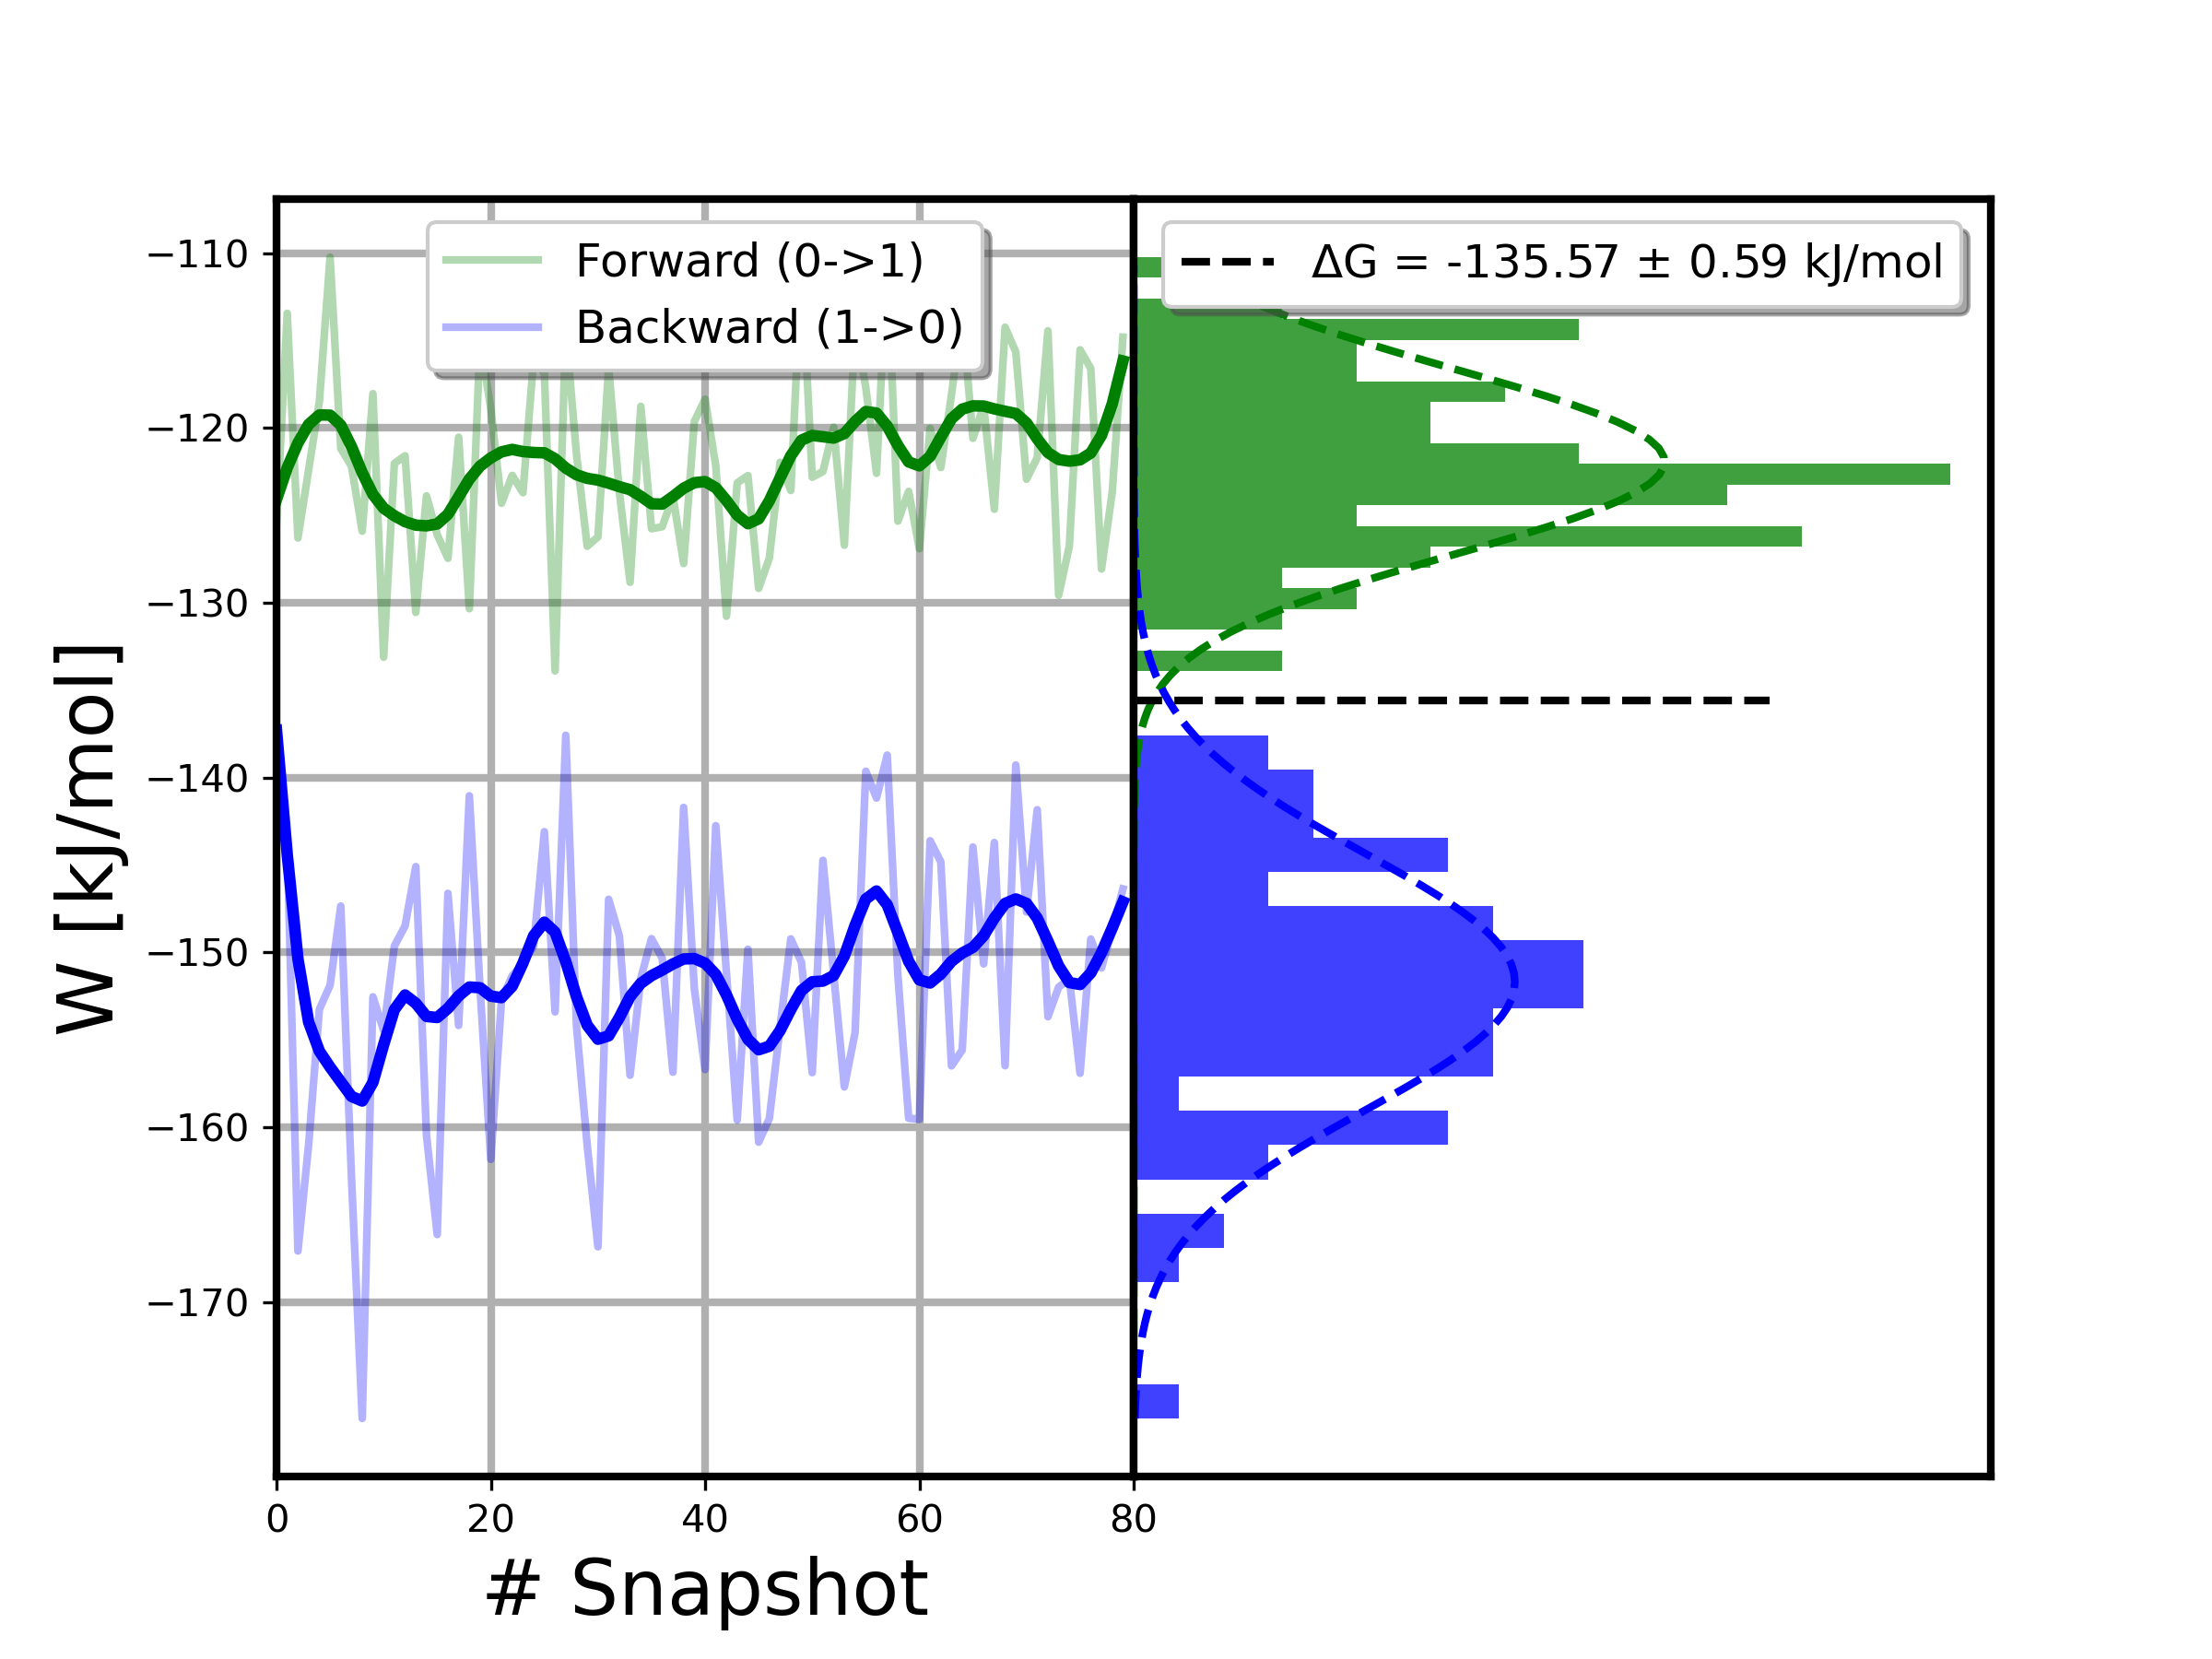 Forward (0->1)
Backward (1->0)
ΔG = -135.57 ± 0.59 kJ/mol
W [kJ/mol]
−110
−120
−130
−140
−150
−160
−170
0 20 40 60 80
# Snapshot